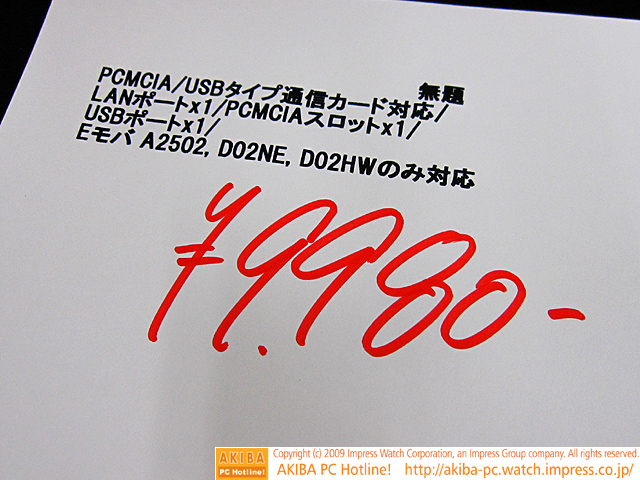 無題
PCMCIA/USBタイプ通信カード対応/
LANポートx1/PCMCIAスロットx1/
USBポートx1/
Eモバ A2502, D02NE, D02HWのみ対応
¥9,980-
AKIBA
PC Hotline!
Copyright (c) 2009 Impress Watch Corporation, an Impress Group company. All rights reserved.
AKIBA PC Hotline! http://akiba-pc.watch.impress.co.jp/